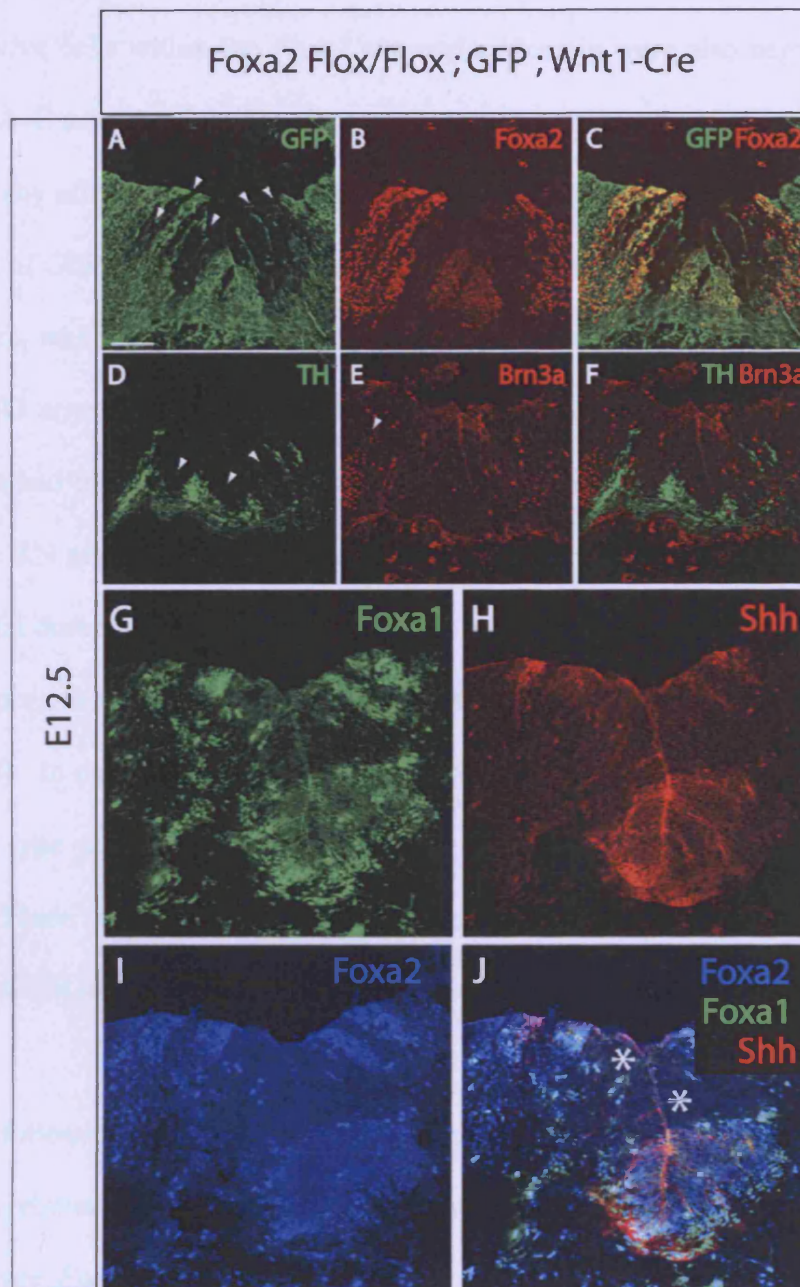 Foxa2 Flox/Flox ; GFP ; Wnt1-Cre
E12.5
A GFP
B Foxa2
C GFP Foxa2
D TH
E Brn3a
F TH Brn3a
G Foxa1
H Shh
I Foxa2
J Foxa2
Foxa1
Shh
*
*